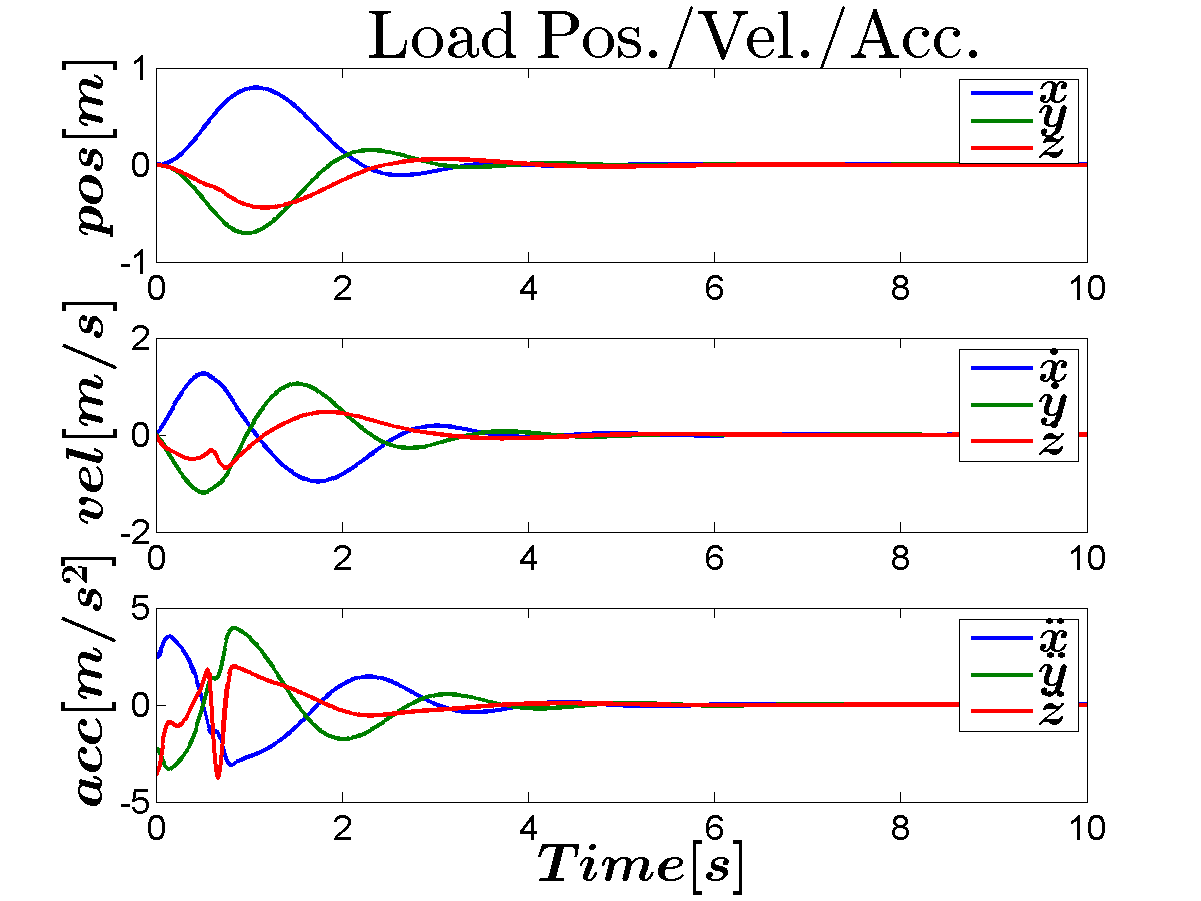 Load Pos./Vel./Acc.
pos[m]
1
0
-1
0 2 4 6 8 10
x
y
z
vel[m/s]
2
0
-2
0 2 4 6 8 10
ẋ
ẏ
ż
acc[m/s²]
5
0
-5
0 2 4 6 8 10
ẍ
ÿ
z̈
Time[s]